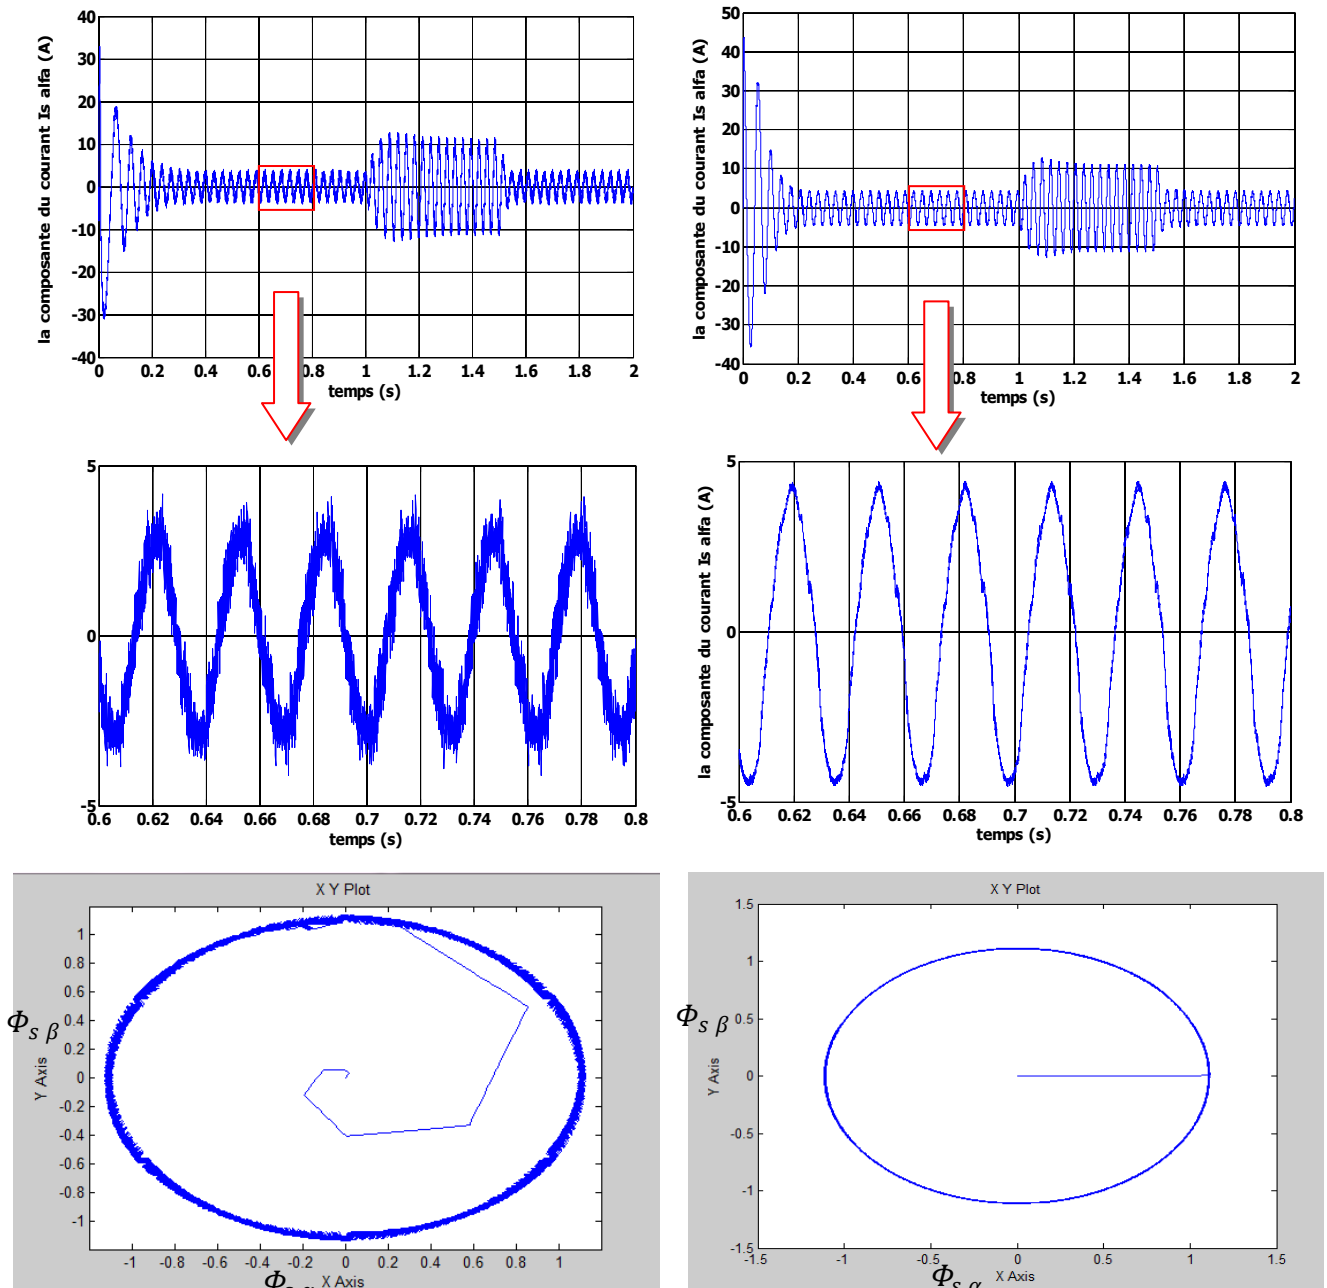 la composante du courant Is alfa (A)
40
30
20
10
0
-10
-20
-30
-40
0 0.2 0.4 0.6 0.8 1 1.2 1.4 1.6 1.8 2
temps (s)
la composante du courant Is alfa (A)
50
40
30
20
10
0
-10
-20
-30
-40
0 0.2 0.4 0.6 0.8 1 1.2 1.4 1.6 1.8 2
temps (s)
5
0
-5
0.6 0.62 0.64 0.66 0.68 0.7 0.72 0.74 0.76 0.78 0.8
temps (s)
la composante du courant Is alfa (A)
5
0
-5
0.6 0.62 0.64 0.66 0.68 0.7 0.72 0.74 0.76 0.78 0.8
temps (s)
X Y Plot
1
0.8
0.6
0.4
0.2
0
-0.2
-0.4
-0.6
-0.8
-1
Φs β
Y Axis
-1 -0.8 -0.6 -0.4 -0.2 0 0.2 0.4 0.6 0.8 1
X Axis
X Y Plot
1.5
1
0.5
0
-0.5
-1
-1.5
Φs β
Y Axis
-1.5 -1 -0.5 0 0.5 1 1.5
X Axis
Φs α